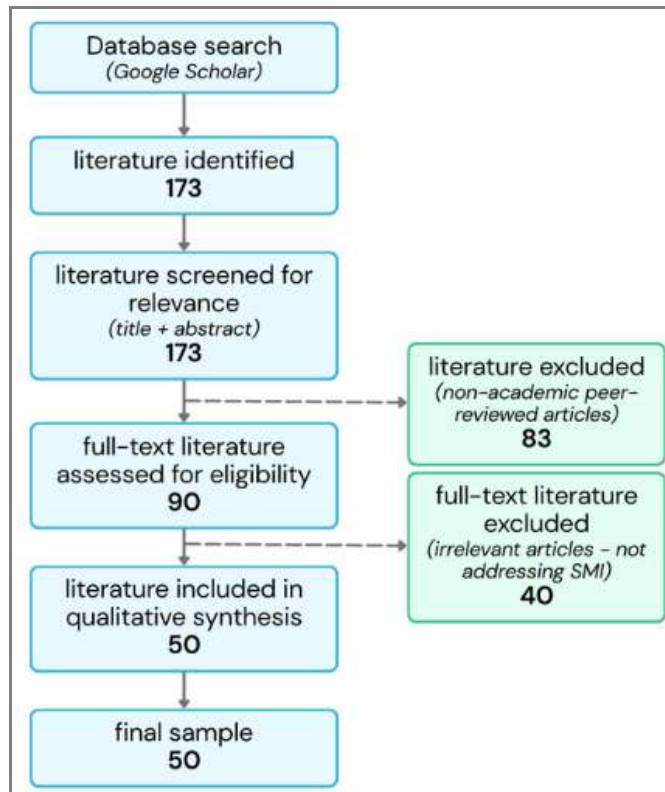 Database search
(Google Scholar)
literature identified
173
literature screened for
relevance
(title + abstract)
173
literature excluded
(non-academic peer-
reviewed articles)
83
full-text literature
assessed for eligibility
90
full-text literature
excluded
(irrelevant articles - not
addressing SMI)
40
literature included in
qualitative synthesis
50
final sample
50